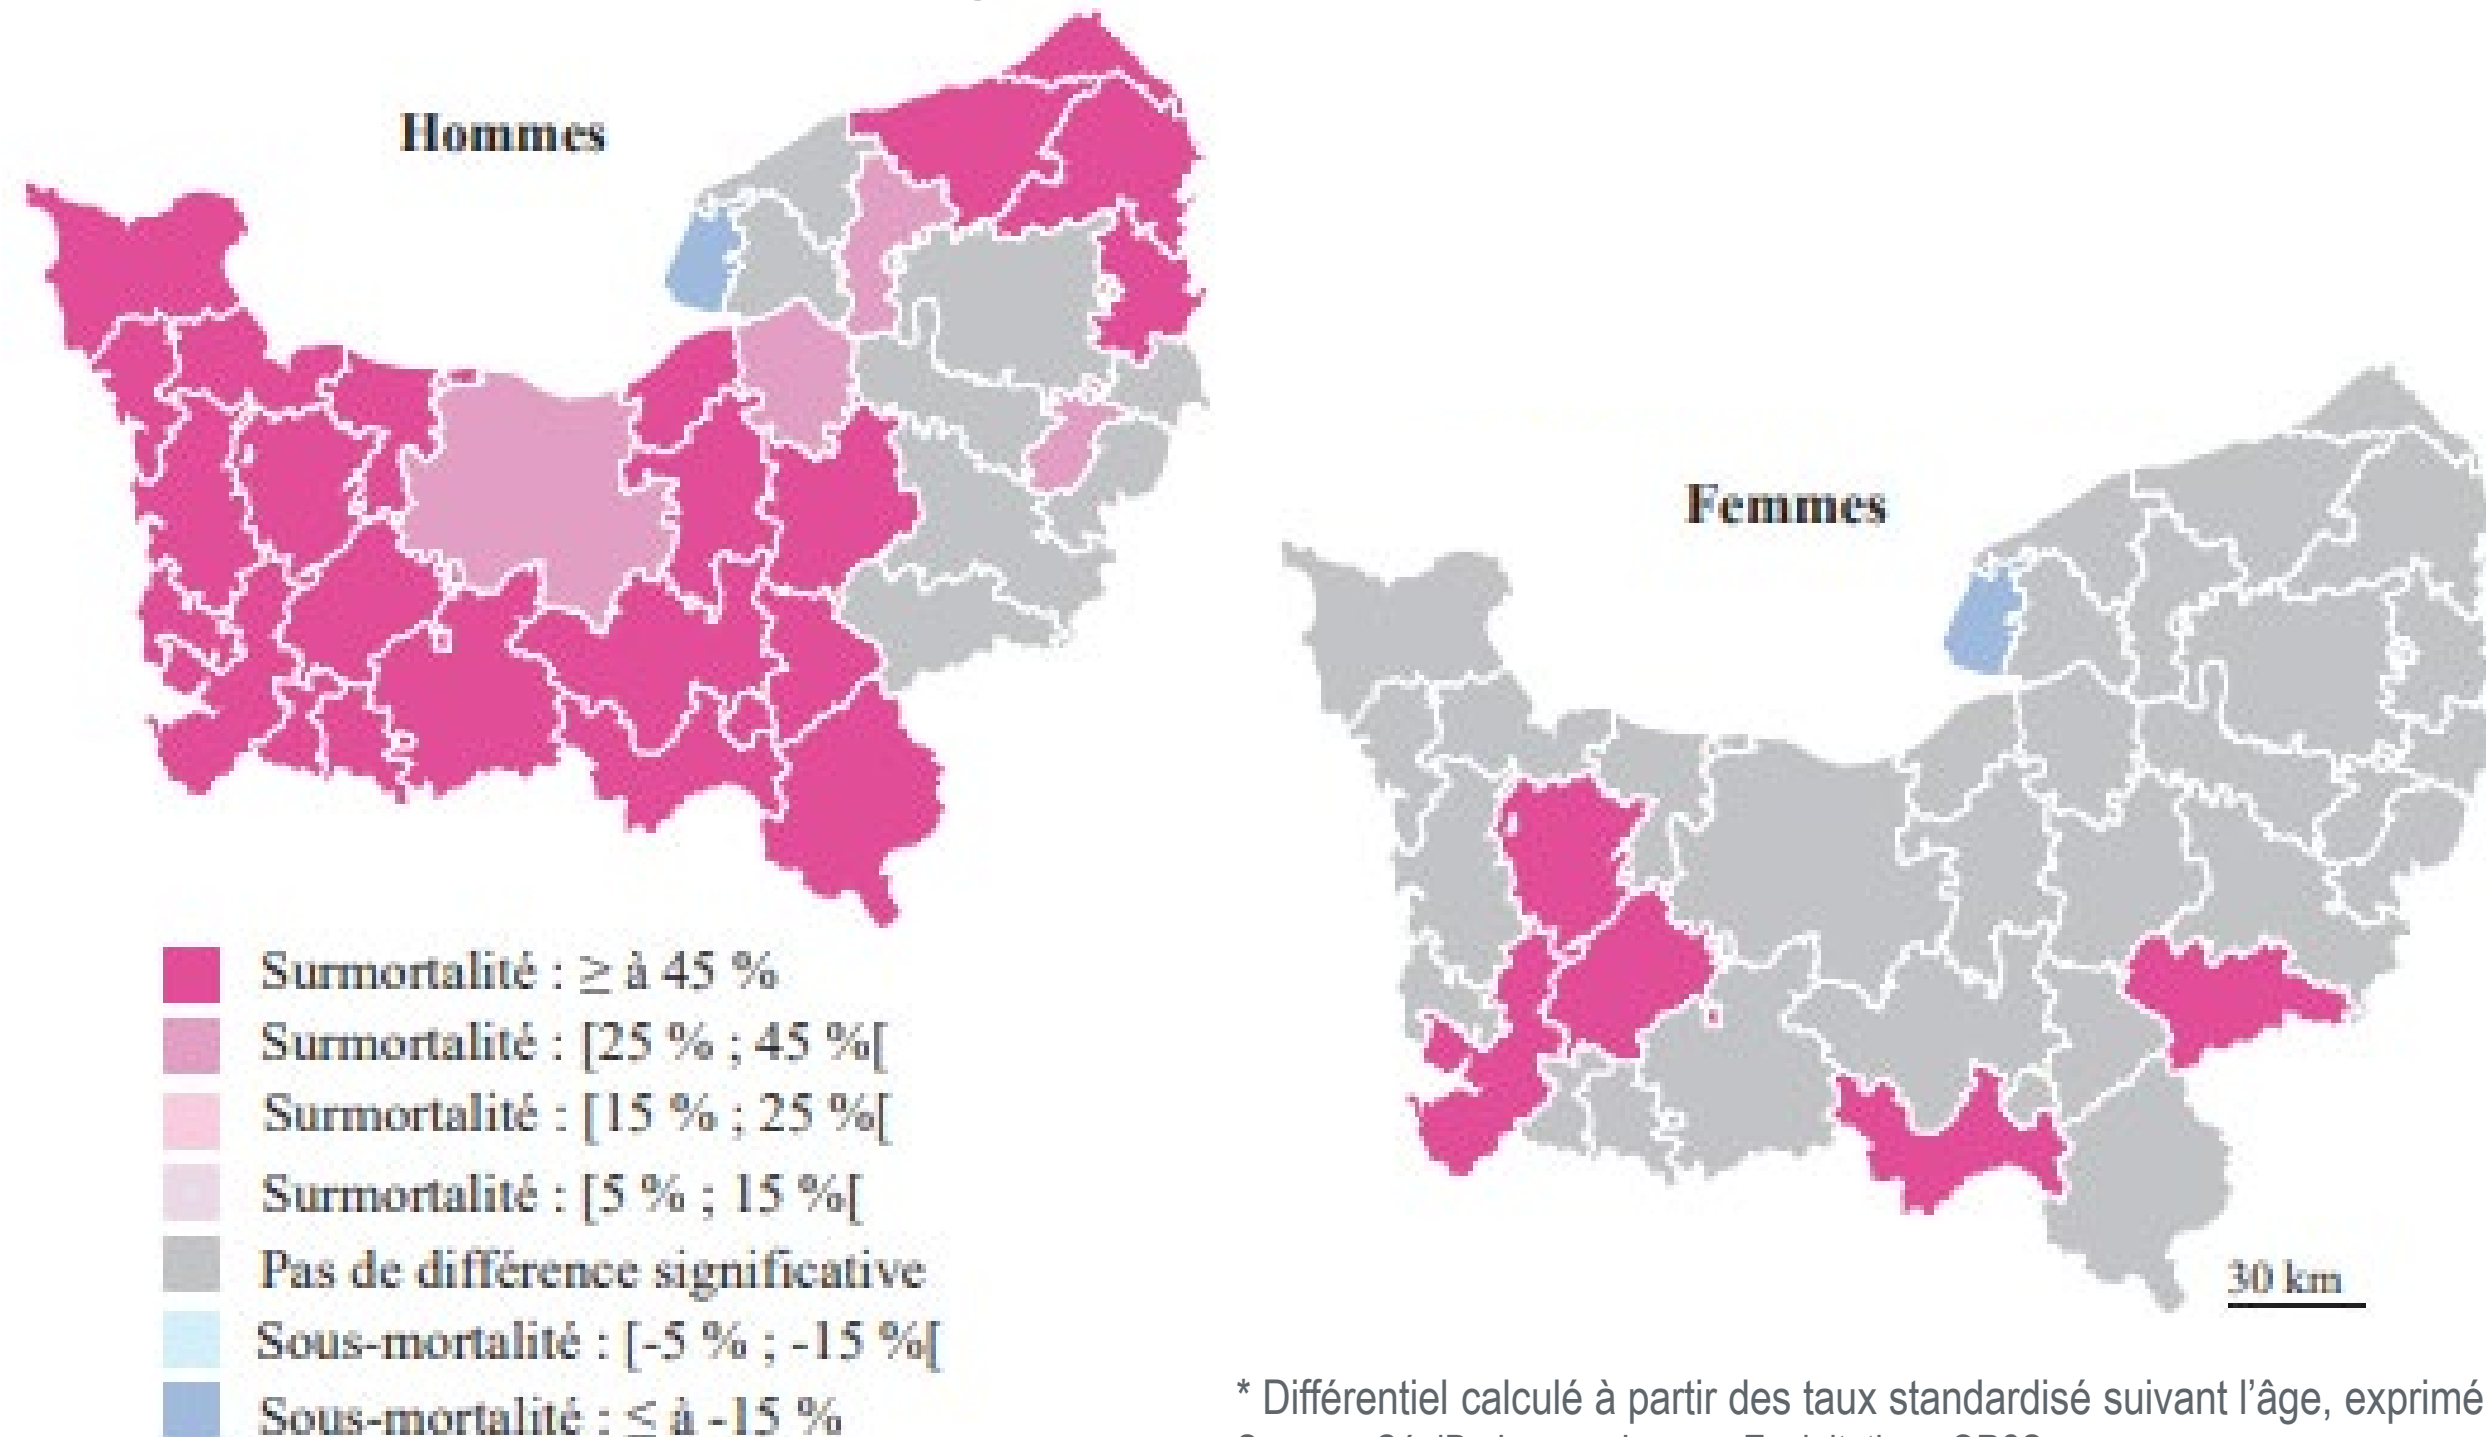 Hommes
Femmes
Surmortalité : ≥ à 45 %
Surmortalité : [25 % ; 45 %[
Surmortalité : [15 % ; 25 %[
Surmortalité : [5 % ; 15 %[
Pas de différence significative
Sous-mortalité : [-5 % ; -15 %[
Sous-mortalité : ≤ à -15 %
30 km
* Différentiel calculé à partir des taux standardisé suivant l’âge, exprimé